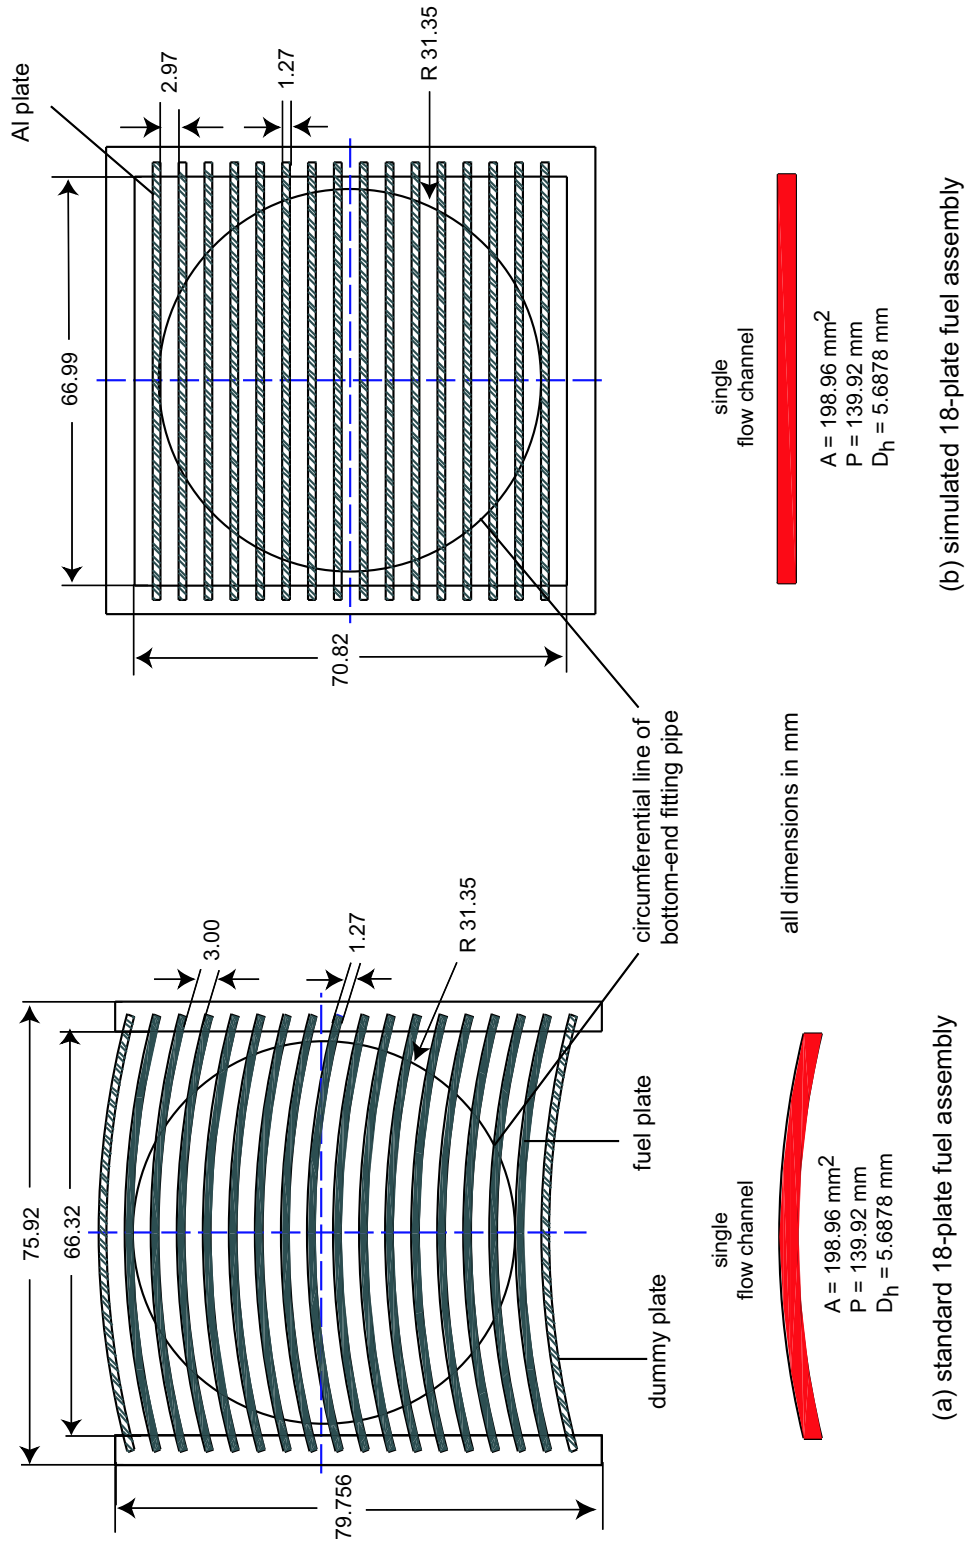 75.92
66.32
79.756
3.00
1.27
R 31.35
fuel plate
dummy plate
circumferential line of
bottom-end fitting pipe
single
flow channel
A = 198.96 mm2
P = 139.92 mm
Dh = 5.6878 mm
(a) standard 18-plate fuel assembly
all dimensions in mm
Al plate
66.99
70.82
2.97
1.27
R 31.35
single
flow channel
A = 198.96 mm2
P = 139.92 mm
Dh = 5.6878 mm
(b) simulated 18-plate fuel assembly